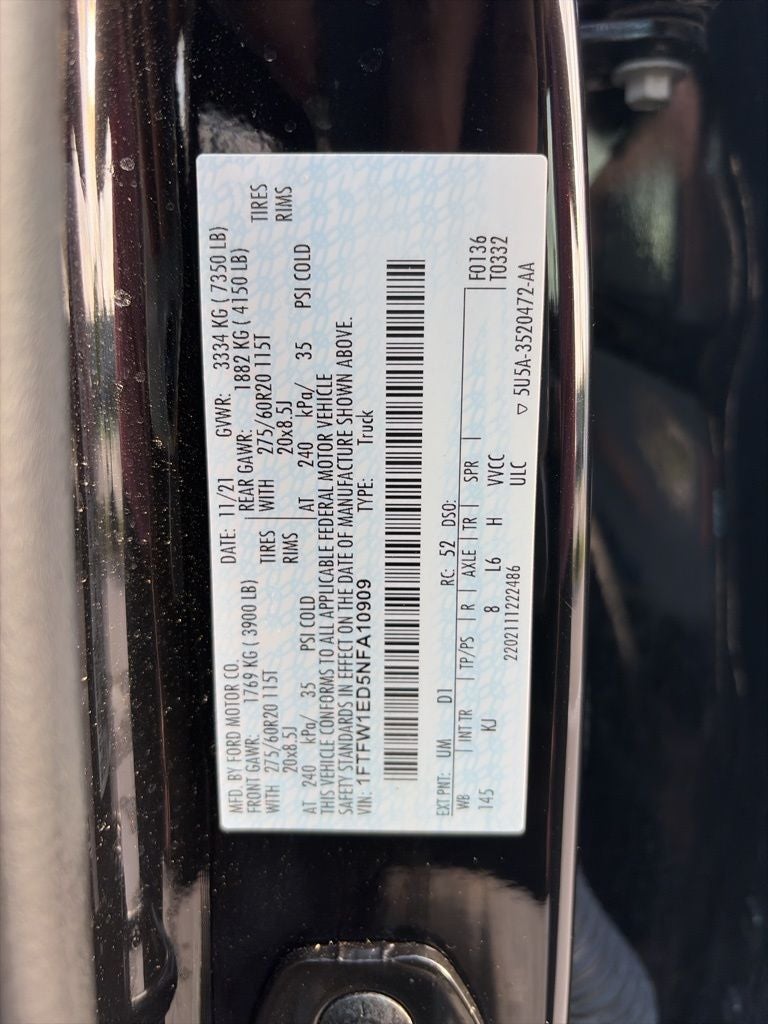 MFD. BY FORD MOTOR CO.
DATE: 11/21 GVWR: 3334 KG ( 7350 LB)
FRONT GAWR: 1769 KG ( 3900 LB) REAR GAWR: 1882 KG ( 4150 LB)
WITH 275/60R20 115T TIRES WITH 275/60R20 115T TIRES
20x8.5J RIMS 20x8.5J RIMS
AT 240 kPa/ 35 PSI COLD AT 240 kPa/ 35 PSI COLD
THIS VEHICLE CONFORMS TO ALL APPLICABLE FEDERAL MOTOR VEHICLE
SAFETY STANDARDS IN EFFECT ON THE DATE OF MANUFACTURE SHOWN ABOVE.
VIN: 1FTFW1ED5NFA10909 TYPE: Truck
EXT PNT: UM D1 RC: 52 DSO: F0136
WB INT TR TP/PS R AXLE TR SPR T0332
145 KJ 8 L6 H VVCC
2202111222486 ULC ▽ 5U5A-3520472-AA